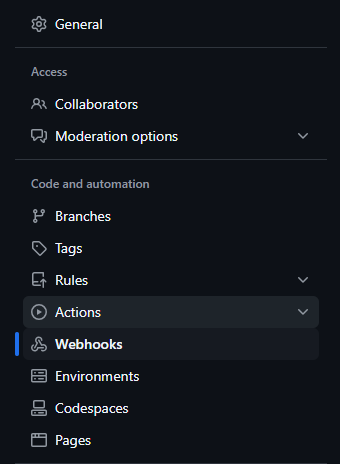 General
Access
Collaborators
Moderation options
Code and automation
Branches
Tags
Rules
Actions
Webhooks
Environments
Codespaces
Pages